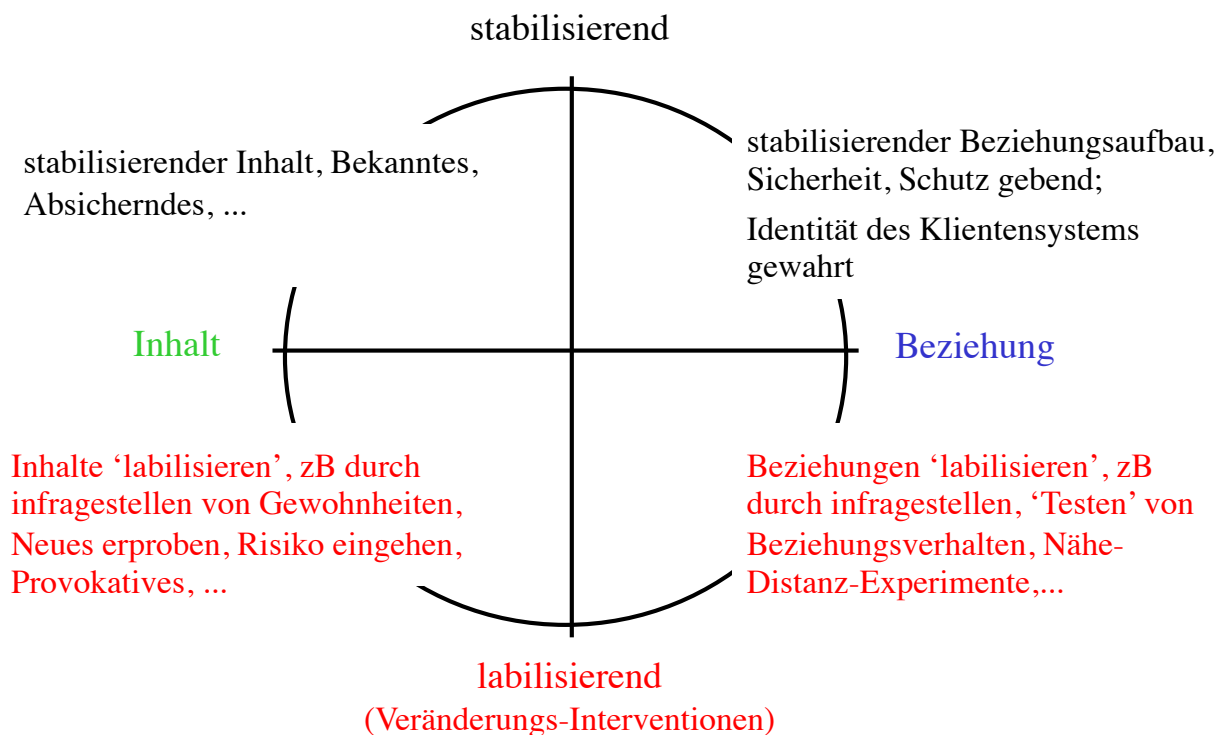 stabilisierend
stabilisierender Inhalt, Bekanntes,
Absicherndes, ...
stabilisierender Beziehungsaufbau,
Sicherheit, Schutz gebend;
Identität des Klientensystems
gewahrt
Inhalt
Beziehung
Inhalte ‘labilisieren’, zB durch
infragestellen von Gewohnheiten,
Neues erproben, Risiko eingehen,
Provokatives, ...
Beziehungen ‘labilisieren’, zB
durch infragestellen, ‘Testen’ von
Beziehungsverhalten, Nähe-
Distanz-Experimente,...
labilisierend
(Veränderungs-Interventionen)